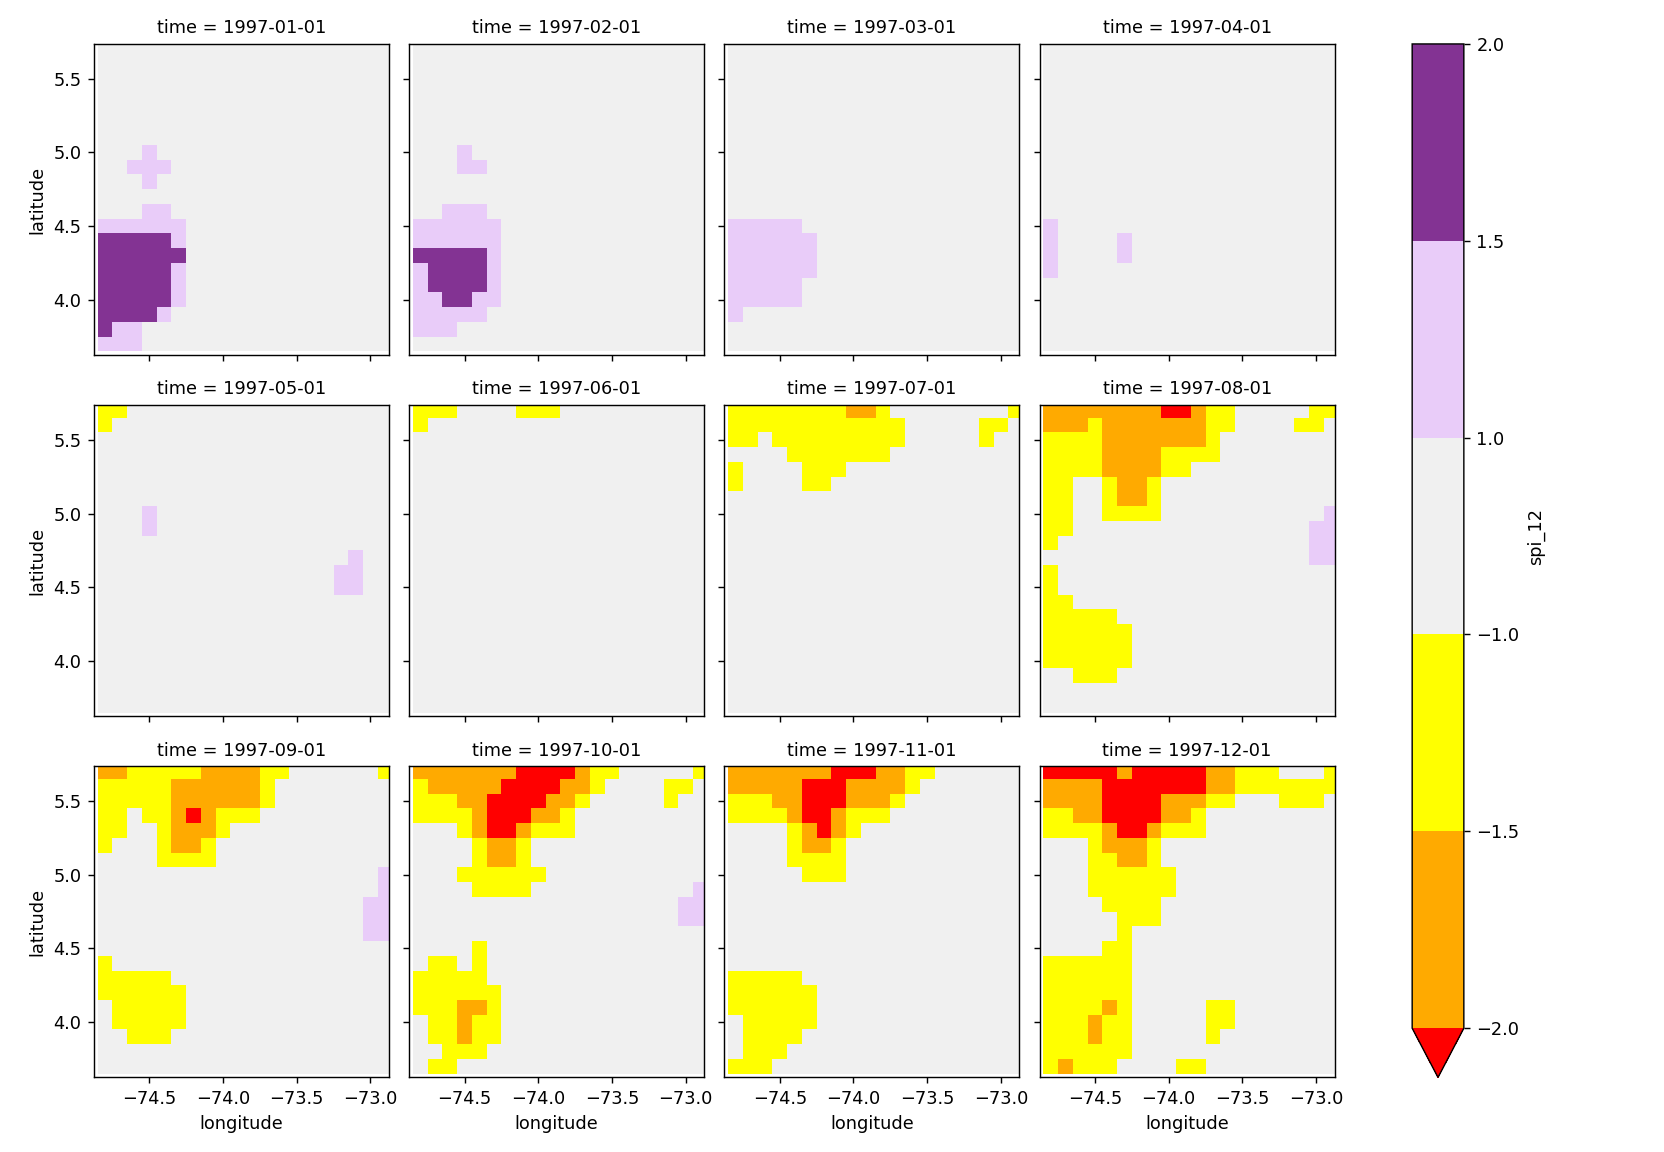 time = 1997-01-01
time = 1997-02-01
time = 1997-03-01
time = 1997-04-01
5.5
5.0
4.5
4.0
latitude
time = 1997-05-01
time = 1997-06-01
time = 1997-07-01
time = 1997-08-01
5.5
5.0
4.5
4.0
latitude
time = 1997-09-01
time = 1997-10-01
time = 1997-11-01
time = 1997-12-01
5.5
5.0
4.5
4.0
latitude
−74.5 −74.0 −73.5 −73.0
−74.5 −74.0 −73.5 −73.0
−74.5 −74.0 −73.5 −73.0
−74.5 −74.0 −73.5 −73.0
longitude
longitude
longitude
longitude
2.0
1.5
1.0
−1.0
−1.5
−2.0
spi_12